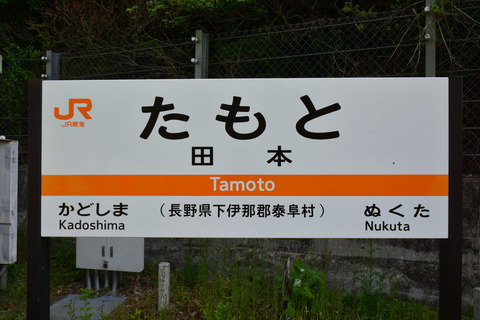 JR
JR東海
たもと
田本
Tamoto
かどしま
Kadoshima
（長野県下伊那郡泰阜村）
ぬくた
Nukuta